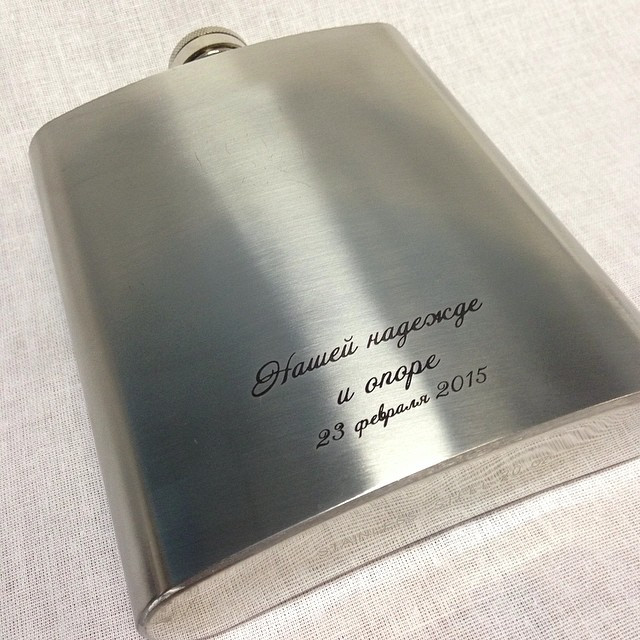 Нашей надежде
и опоре
23 февраля 2015